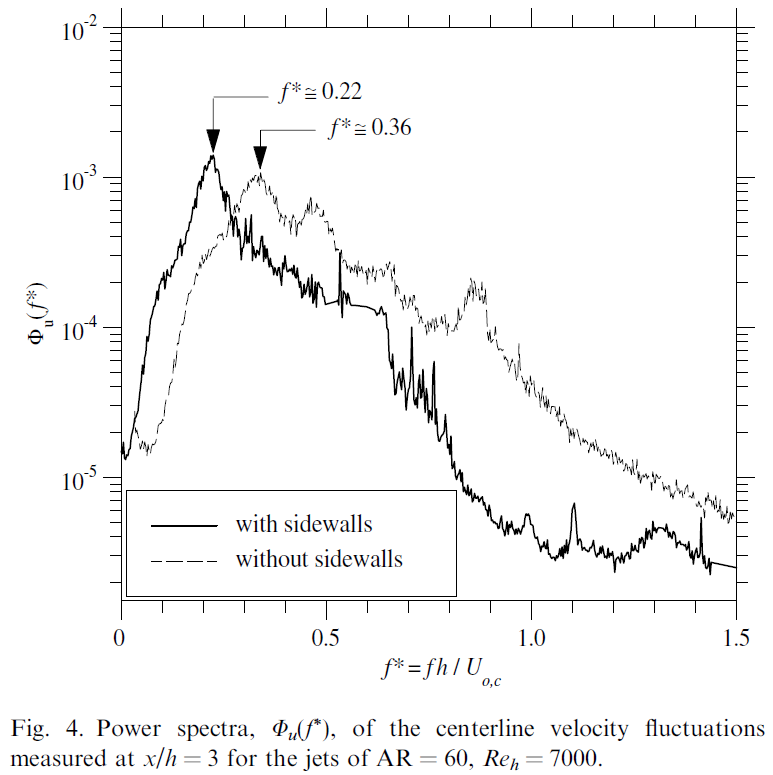 10-2
f*≅0.22
f*≅0.36
10-3
Φu(f*)
10-4
10-5
with sidewalls
without sidewalls
0 0.5 1.0 1.5
f*=fh / Uo,c
Fig. 4. Power spectra, Φu(f*), of the centerline velocity fluctuations
measured at x/h = 3 for the jets of AR = 60, Reh = 7000.